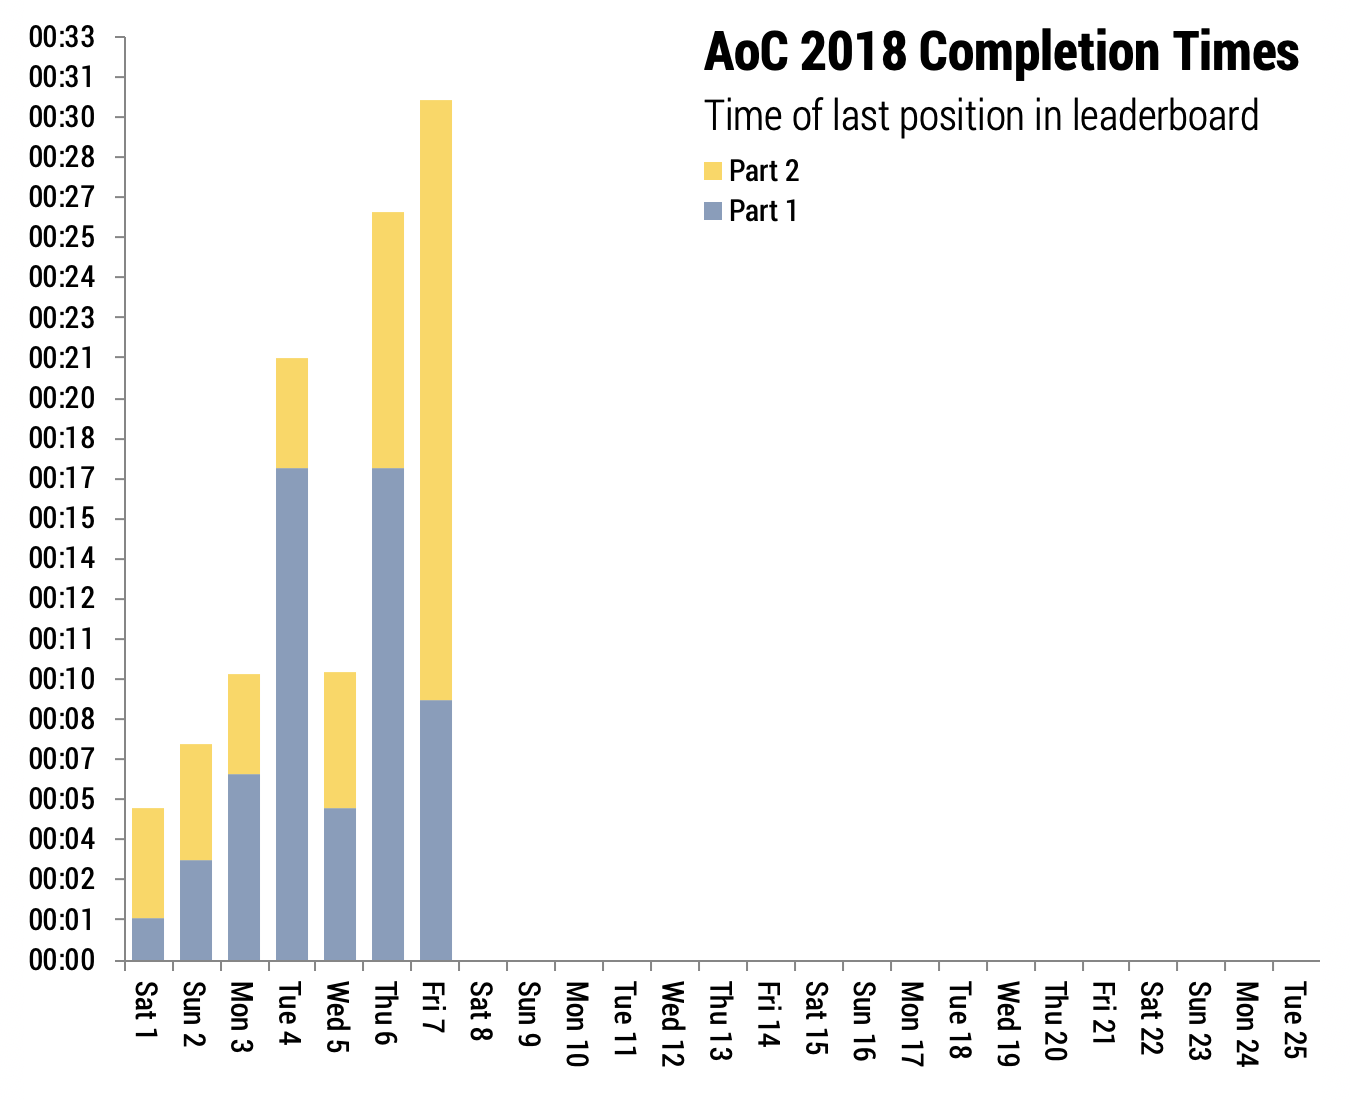 AoC 2018 Completion Times
Time of last position in leaderboard
Part 2
Part 1
00:33
00:31
00:30
00:28
00:27
00:25
00:24
00:23
00:21
00:20
00:18
00:17
00:15
00:14
00:12
00:11
00:10
00:08
00:07
00:05
00:04
00:02
00:01
00:00
Sat 1
Sun 2
Mon 3
Tue 4
Wed 5
Thu 6
Fri 7
Sat 8
Sun 9
Mon 10
Tue 11
Wed 12
Thu 13
Fri 14
Sat 15
Sun 16
Mon 17
Tue 18
Wed 19
Thu 20
Fri 21
Sat 22
Sun 23
Mon 24
Tue 25